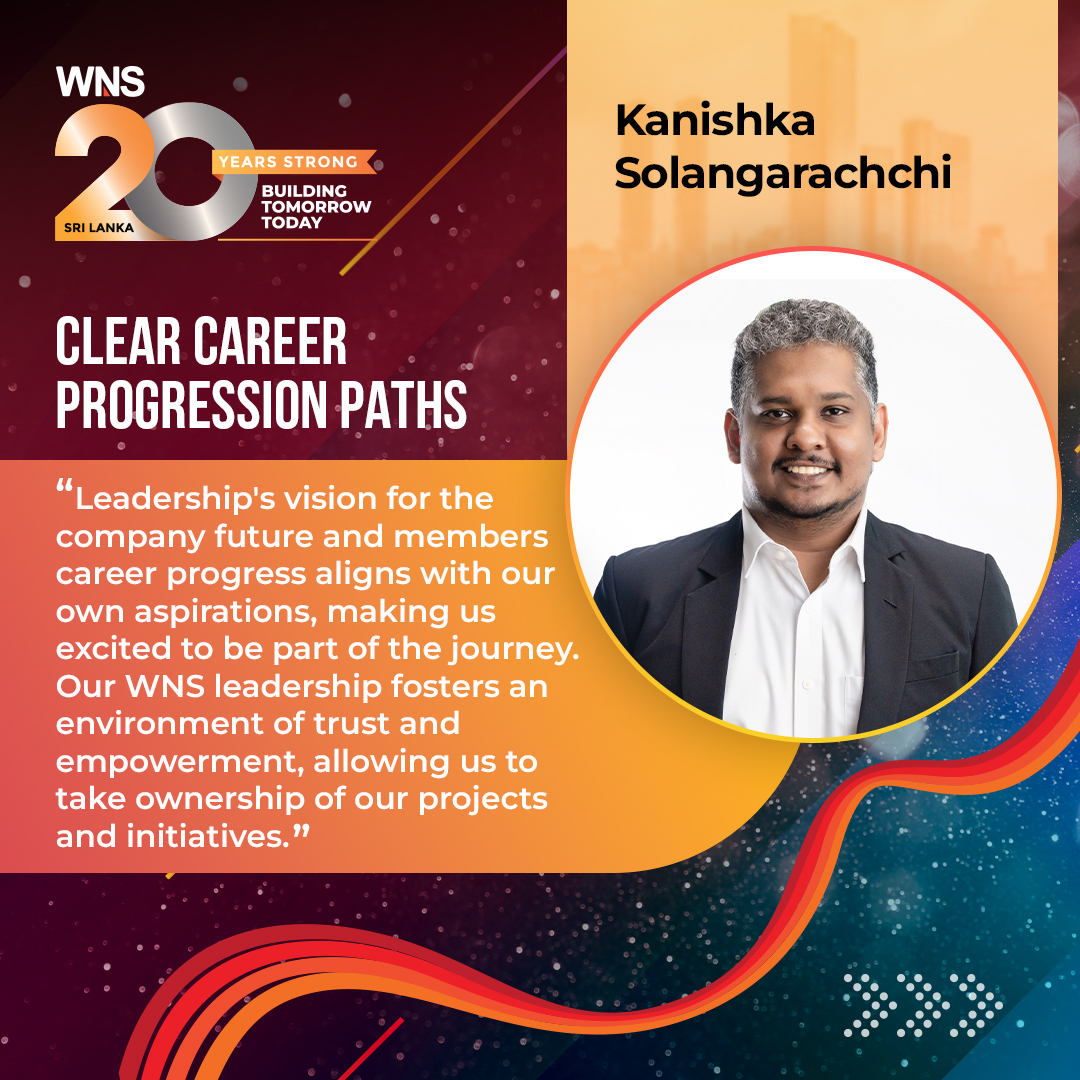 WNS
20
YEARS STRONG
BUILDING
TOMORROW
TODAY
SRI LANKA
Kanishka
Solangarachchi
CLEAR CAREER
PROGRESSION PATHS
“Leadership's vision for the
company future and members
career progress aligns with our
own aspirations, making us
excited to be part of the journey.
Our WNS leadership fosters an
environment of trust and
empowerment, allowing us to
take ownership of our projects
and initiatives.”